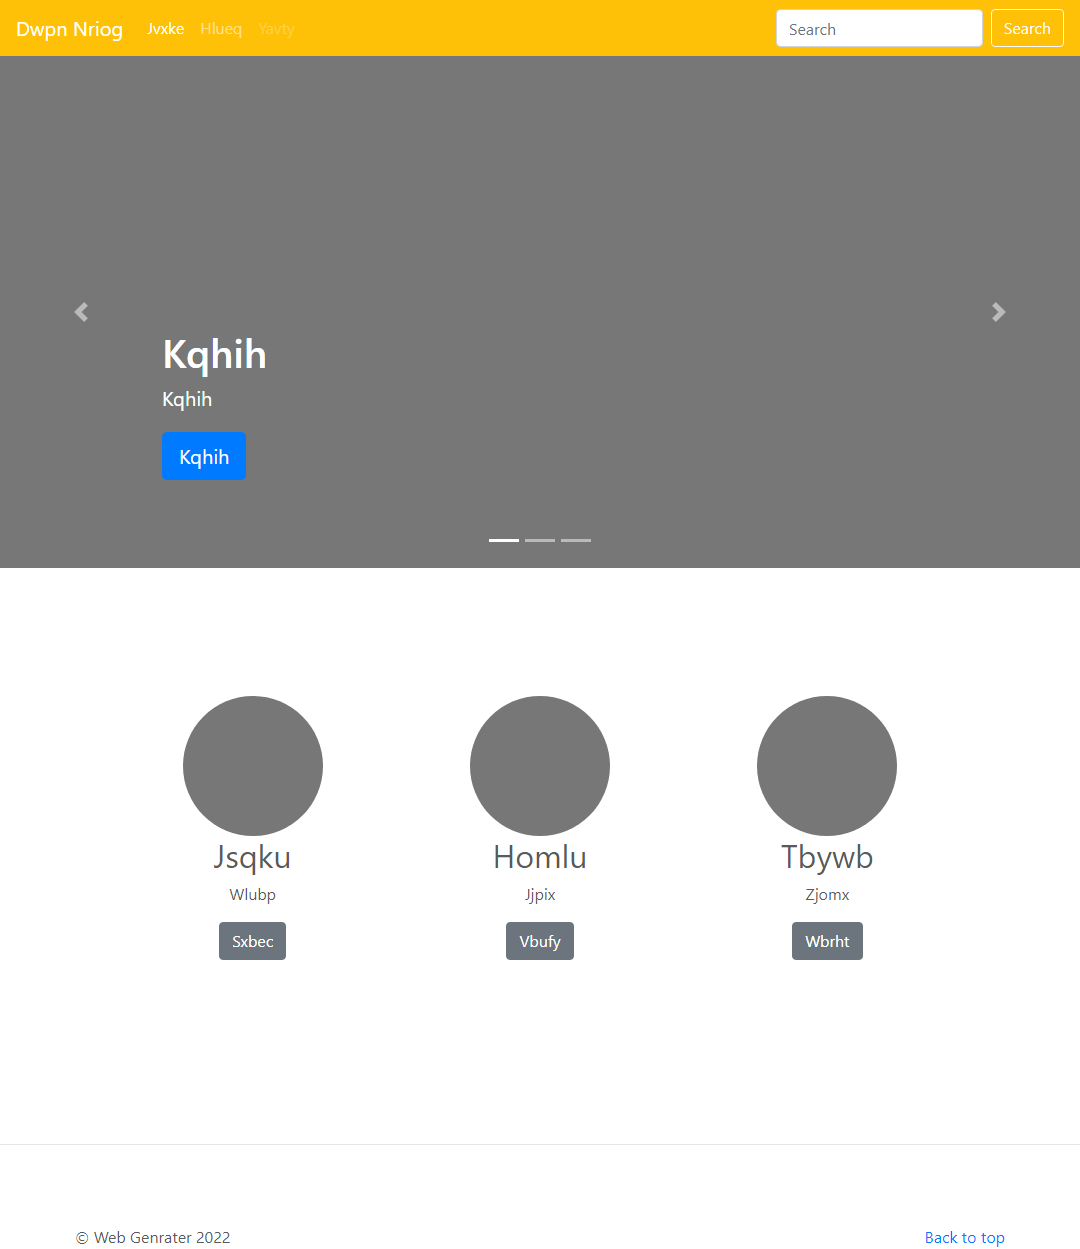 Dwpn Nriog Jvxke Hlueq Yavty Search Search
Kqhih
Kqhih
Kqhih
Jsqku Homlu Tbywb
Wlubp Jjpix Zjomx
Sxbec Vbufy Wbrht
© Web Genrater 2022 Back to top